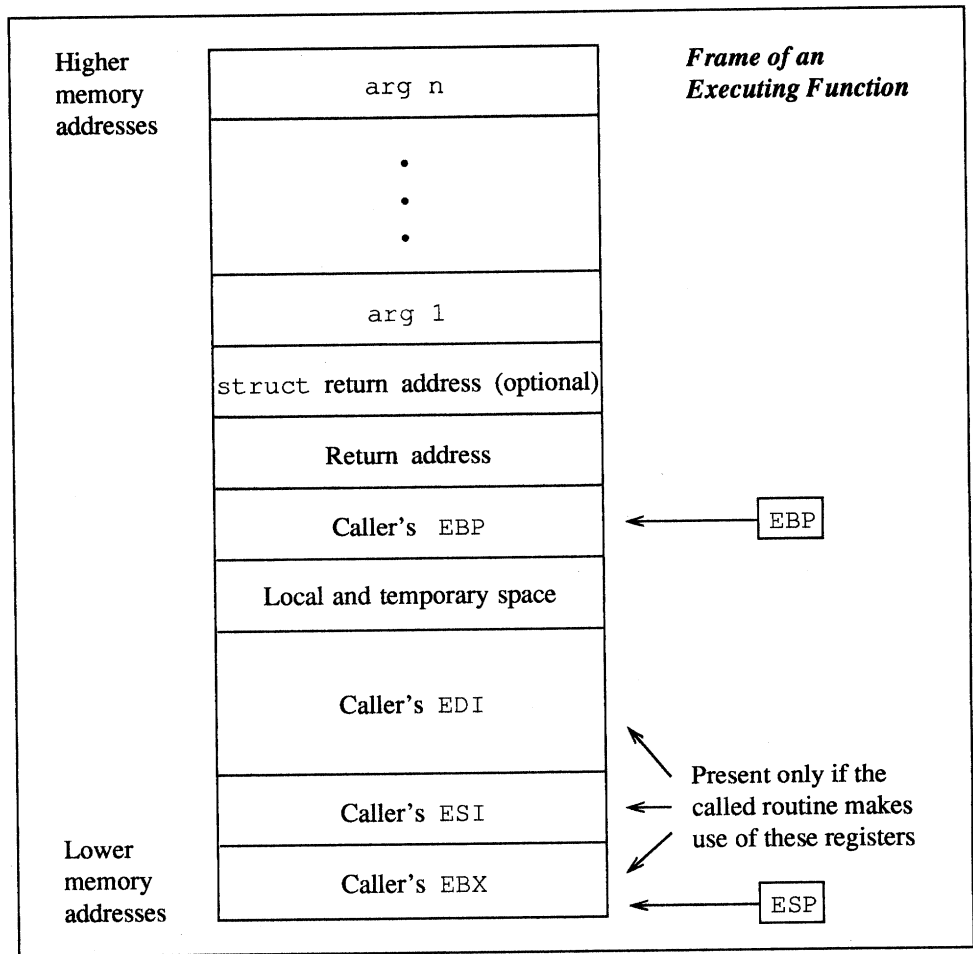 Higher
memory
addresses
Frame of an
Executing Function
arg n
arg 1
struct return address (optional)
Return address
Caller's EBP
EBP
Local and temporary space
Caller's EDI
Present only if the
called routine makes
use of these registers
Caller's ESI
Lower
memory
addresses
Caller's EBX
ESP